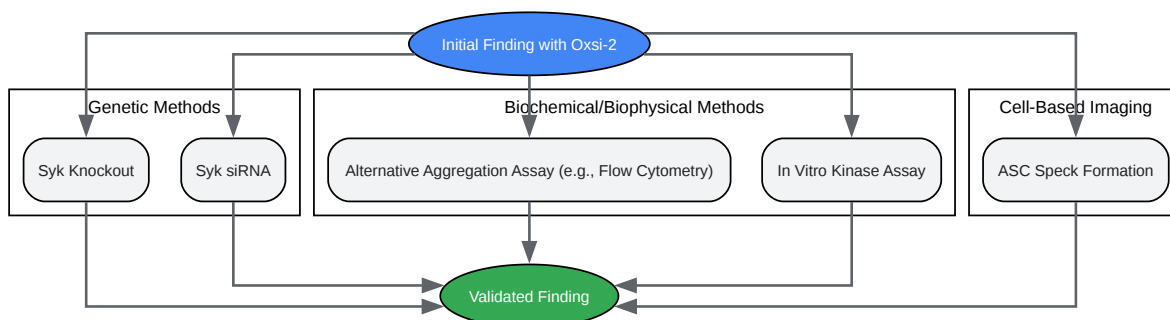 Initial Finding with Oxsi-2
Genetic Methods
Biochemical/Biophysical Methods
Cell-Based Imaging
Syk Knockout
Syk siRNA
Alternative Aggregation Assay (e.g., Flow Cytometry)
In Vitro Kinase Assay
ASC Speck Formation
Validated Finding